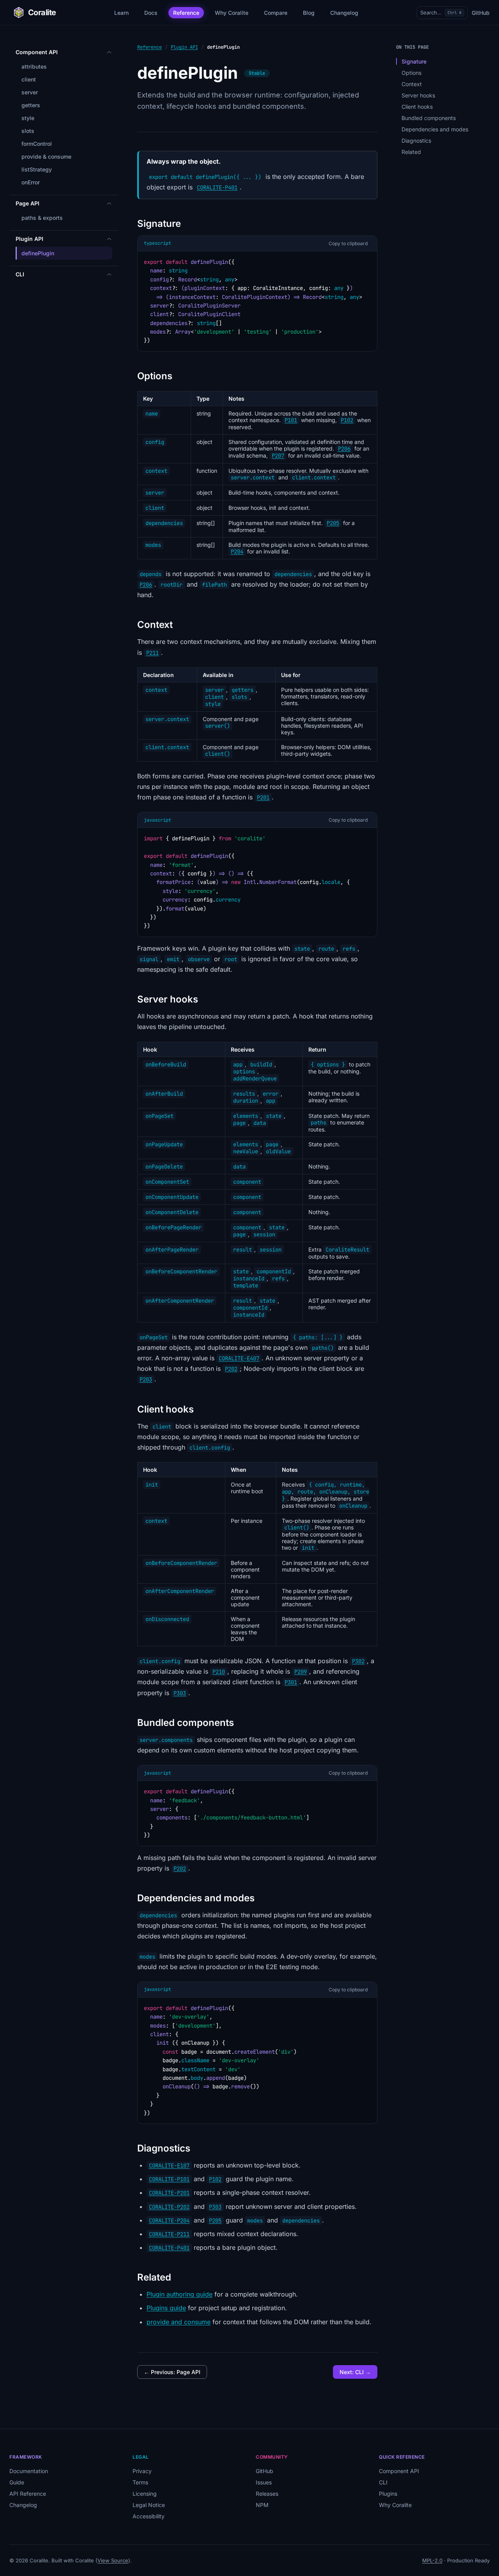 Coralite
Learn Docs Reference Why Coralite Compare Blog Changelog
Search... Ctrl K GitHub
Component API
attributes
client
server
getters
style
slots
formControl
provide & consume
listStrategy
onError
Page API
paths & exports
Plugin API
definePlugin
CLI
Reference / Plugin API / definePlugin
definePlugin Stable
Extends the build and the browser runtime: configuration, injected
context, lifecycle hooks and bundled components.
Always wrap the object.
export default definePlugin({ ... }) is the only accepted form. A bare
object export is CORALITE-P401.
Signature
typescript Copy to clipboard
export default definePlugin({
name: string
config?: Record<string, any>
context?: (pluginContext: { app: CoraliteInstance, config: any })
=> (instanceContext: CoralitePluginContext) => Record<string, any>
server?: CoralitePluginServer
client?: CoralitePluginClient
dependencies?: string[]
modes?: Array<'development' | 'testing' | 'production'>
})
Options
Key Type Notes
name string Required. Unique across the build and used as the
context namespace. P101 when missing, P102 when
reserved.
config object Shared configuration, validated at definition time and
overridable when the plugin is registered. P206 for an
invalid schema, P207 for an invalid call-time value.
context function Ubiquitous two-phase resolver. Mutually exclusive with
server.context and client.context.
server object Build-time hooks, components and context.
client object Browser hooks, init and context.
dependencies string[] Plugin names that must initialize first. P205 for a
malformed list.
modes string[] Build modes the plugin is active in. Defaults to all three.
P204 for an invalid list.
depends is not supported: it was renamed to dependencies, and the old key is
P206. rootDir and filePath are resolved by the loader; do not set them by
hand.
Context
There are two context mechanisms, and they are mutually exclusive. Mixing them
is P211.
Declaration Available in Use for
context server, getters, client, slots, style Pure helpers usable on both sides:
formatters, translators, read-only
clients.
server.context Component and page server() Build-only clients: database
handles, filesystem readers, API
keys.
client.context Component and page client() Browser-only helpers: DOM utilities,
third-party widgets.
Both forms are curried. Phase one receives plugin-level context once; phase two
runs per instance with the page, module and root in scope. Returning an object
from phase one instead of a function is P201.
javascript Copy to clipboard
import { definePlugin } from 'coralite'
export default definePlugin({
name: 'format',
context: ({ config }) => () => ({
formatPrice: (value) => new Intl.NumberFormat(config.locale, {
style: 'currency',
currency: config.currency
}).format(value)
})
})
Framework keys win. A plugin key that collides with state, route, refs,
signal, emit, observe or root is ignored in favor of the core value, so
namespacing is the safe default.
Server hooks
All hooks are asynchronous and may return a patch. A hook that returns nothing
leaves the pipeline untouched.
Hook Receives Return
onBeforeBuild app, buildId, options, addRenderQueue { options } to patch
the build, or nothing.
onAfterBuild results, error, duration, app Nothing; the build is
already written.
onPageSet elements, state, page, data State patch. May return
paths to enumerate
routes.
onPageUpdate elements, page, newValue, oldValue State patch.
onPageDelete data Nothing.
onComponentSet component State patch.
onComponentUpdate component State patch.
onComponentDelete component Nothing.
onBeforePageRender component, state, page, session State patch.
onAfterPageRender result, session Extra CoraliteResult
outputs to save.
onBeforeComponentRender state, componentId, instanceId, refs, template State patch merged
before render.
onAfterComponentRender result, state, componentId, instanceId AST patch merged after
render.
onPageSet is the route contribution point: returning { paths: [...] } adds
parameter objects, and duplicates against the page's own paths() are a build
error. A non-array value is CORALITE-E407. An unknown server property or a
hook that is not a function is P202; Node-only imports in the client block are
P203.
Client hooks
The client block is serialized into the browser bundle. It cannot reference
module scope, so anything it needs must be imported inside the function or
shipped through client.config.
Hook When Notes
init Once at
runtime boot Receives { config, runtime,
app, route, onCleanup, store
}. Register global listeners and
pass their removal to onCleanup.
context Per instance Two-phase resolver injected into
client(). Phase one runs
before the component loader is
ready; create elements in phase
two or init.
onBeforeComponentRender Before a
component
renders Can inspect state and refs; do not
mutate the DOM yet.
onAfterComponentRender After a
component
update The place for post-render
measurement or third-party
attachment.
onDisconnected When a
component
leaves the
DOM Release resources the plugin
attached to that instance.
client.config must be serializable JSON. A function at that position is P302, a
non-serializable value is P210, replacing it whole is P209, and referencing
module scope from a serialized client function is P301. An unknown client
property is P303.
Bundled components
server.components ships component files with the plugin, so a plugin can
depend on its own custom elements without the host project copying them.
javascript Copy to clipboard
export default definePlugin({
name: 'feedback',
server: {
components: ['./components/feedback-button.html']
}
})
A missing path fails the build when the component is registered. An invalid server
property is P202.
Dependencies and modes
dependencies orders initialization: the named plugins run first and are available
through phase-one context. The list is names, not imports, so the host project
decides which plugins are registered.
modes limits the plugin to specific build modes. A dev-only overlay, for example,
should not be active in production or in the E2E testing mode.
javascript Copy to clipboard
export default definePlugin({
name: 'dev-overlay',
modes: ['development'],
client: {
init ({ onCleanup }) {
const badge = document.createElement('div')
badge.className = 'dev-overlay'
badge.textContent = 'dev'
document.body.append(badge)
onCleanup(() => badge.remove())
}
}
})
Diagnostics
CORALITE-E107 reports an unknown top-level block.
CORALITE-P101 and P102 guard the plugin name.
CORALITE-P201 reports a single-phase context resolver.
CORALITE-P202 and P303 report unknown server and client properties.
CORALITE-P204 and P205 guard modes and dependencies.
CORALITE-P211 reports mixed context declarations.
CORALITE-P401 reports a bare plugin object.
Related
Plugin authoring guide for a complete walkthrough.
Plugins guide for project setup and registration.
provide and consume for context that follows the DOM rather than the build.
← Previous: Page API Next: CLI →
ON THIS PAGE
Signature
Options
Context
Server hooks
Client hooks
Bundled components
Dependencies and modes
Diagnostics
Related
FRAMEWORK
Documentation
Guide
API Reference
Changelog
LEGAL
Privacy
Terms
Licensing
Legal Notice
Accessibility
COMMUNITY
GitHub
Issues
Releases
NPM
QUICK REFERENCE
Component API
CLI
Plugins
Why Coralite
© 2026 Coralite. Built with Coralite (View Source).
MPL-2.0 · Production Ready